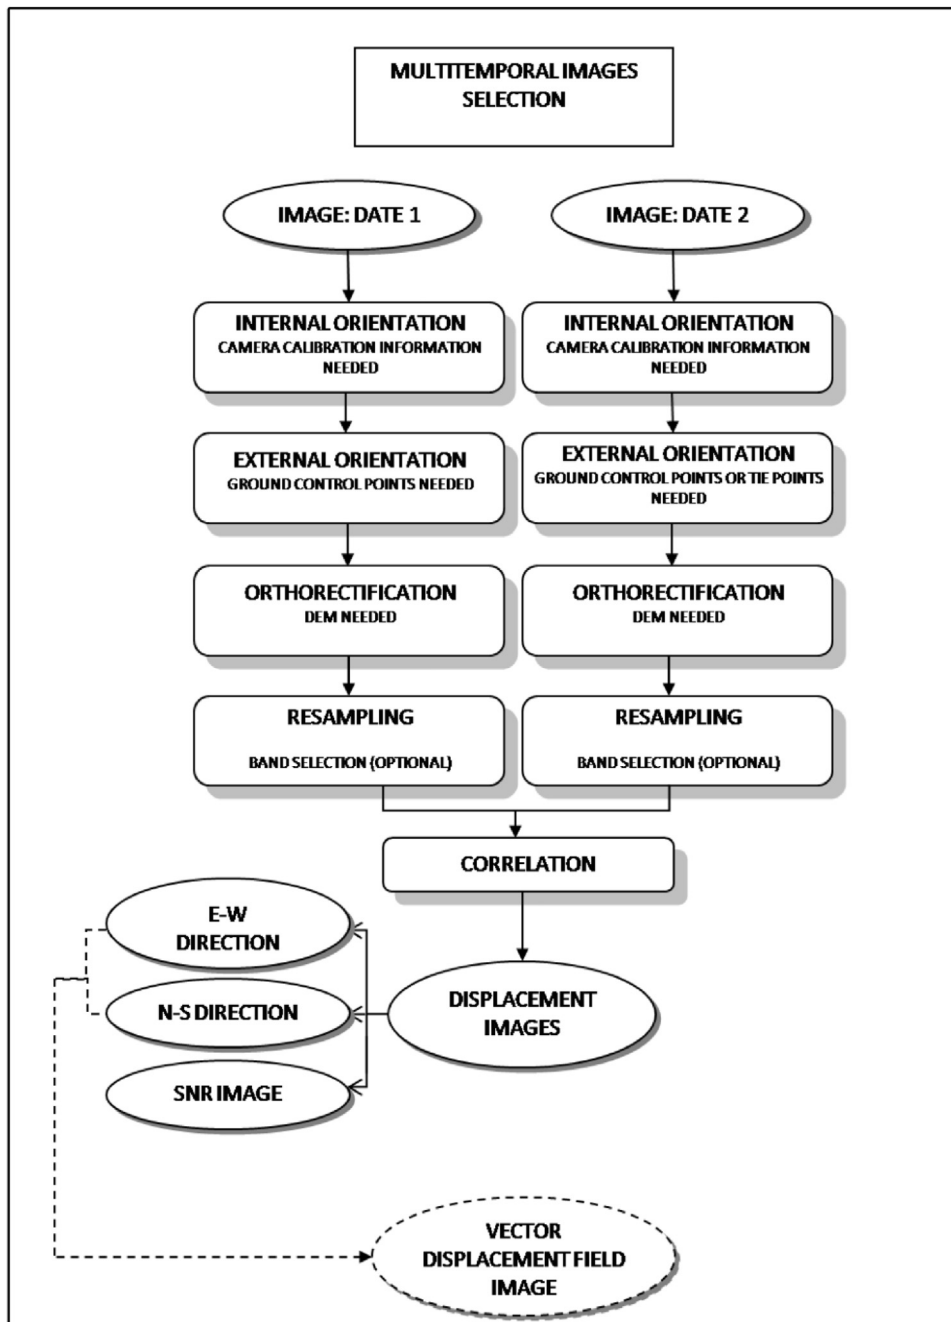 MULTITEMPORAL IMAGES
SELECTION
IMAGE: DATE 1
IMAGE: DATE 2
INTERNAL ORIENTATION
CAMERA CALIBRATION INFORMATION
NEEDED
INTERNAL ORIENTATION
CAMERA CALIBRATION INFORMATION
NEEDED
EXTERNAL ORIENTATION
GROUND CONTROL POINTS NEEDED
EXTERNAL ORIENTATION
GROUND CONTROL POINTS OR TIE POINTS
NEEDED
ORTHORECTIFICATION
DEM NEEDED
ORTHORECTIFICATION
DEM NEEDED
RESAMPLING
BAND SELECTION (OPTIONAL)
RESAMPLING
BAND SELECTION (OPTIONAL)
CORRELATION
E-W
DIRECTION
N-S DIRECTION
SNR IMAGE
DISPLACEMENT
IMAGES
VECTOR
DISPLACEMENT FIELD
IMAGE